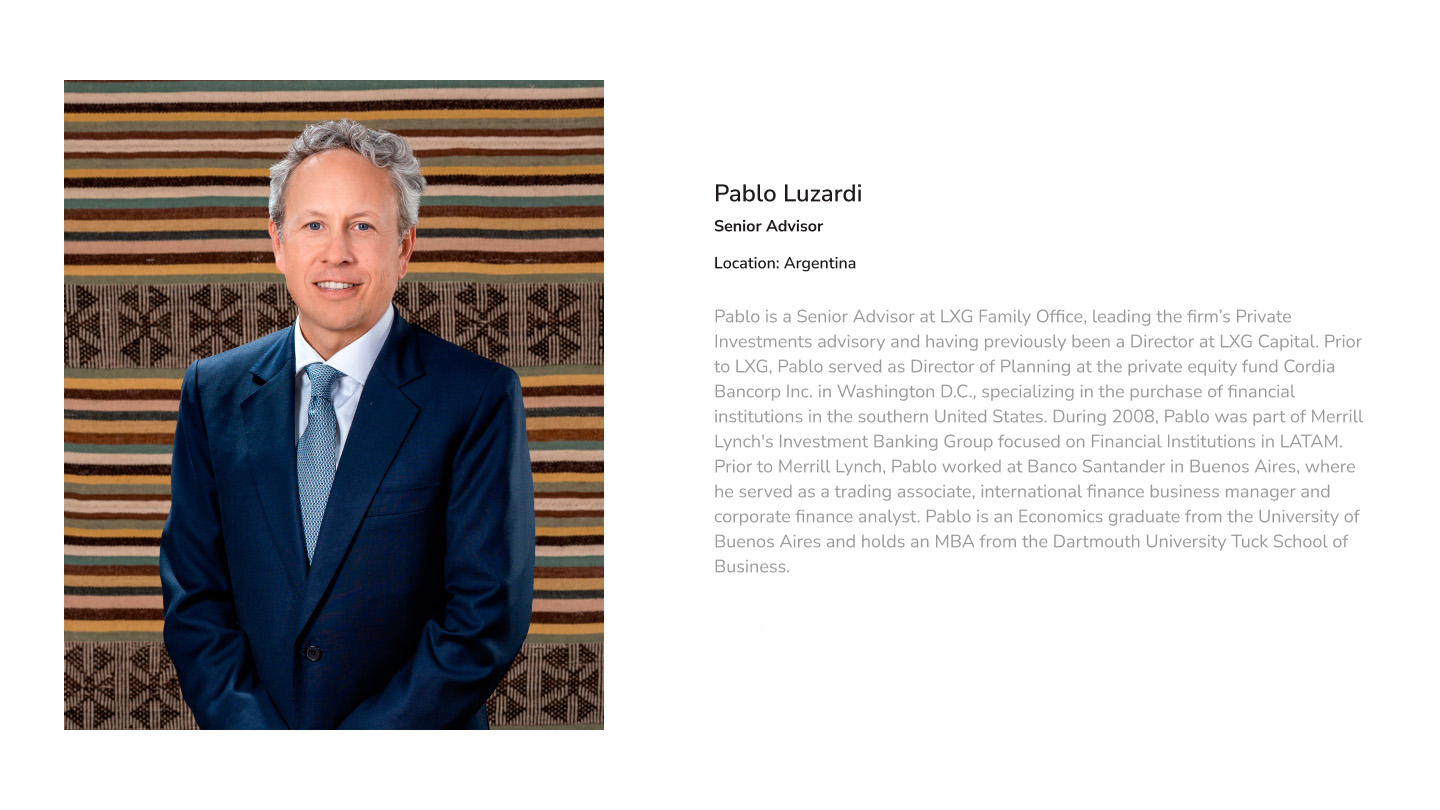 Pablo Luzardi
Senior Advisor
Location: Argentina
Pablo is a Senior Advisor at LXG Family Office, leading the firm’s Private
Investments advisory and having previously been a Director at LXG Capital. Prior
to LXG, Pablo served as Director of Planning at the private equity fund Cordia
Bancorp Inc. in Washington D.C., specializing in the purchase of financial
institutions in the southern United States. During 2008, Pablo was part of Merrill
Lynch's Investment Banking Group focused on Financial Institutions in LATAM.
Prior to Merrill Lynch, Pablo worked at Banco Santander in Buenos Aires, where
he served as a trading associate, international finance business manager and
corporate finance analyst. Pablo is an Economics graduate from the University of
Buenos Aires and holds an MBA from the Dartmouth University Tuck School of
Business.